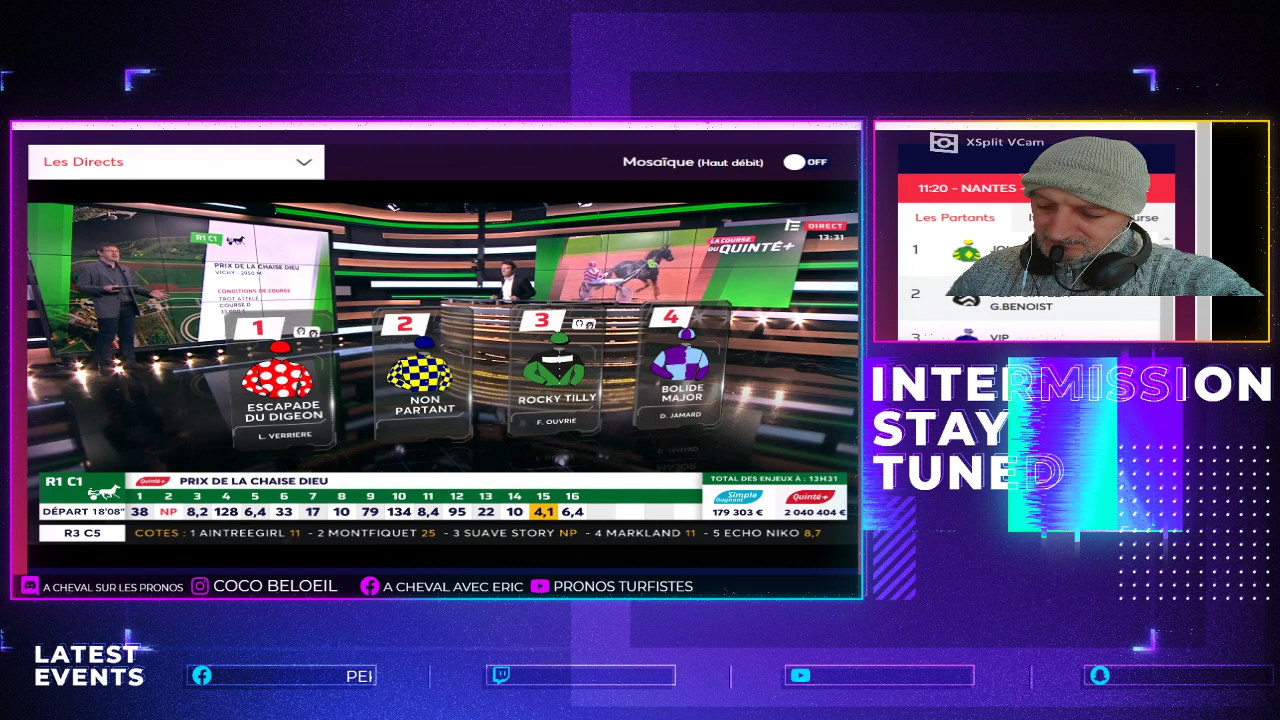 Les Directs
Mosaïque (Haut débit)
OFF
R1 C1
PRIX DE LA CHAISE DIEU
VICHY - 2950 M
CONDITIONS DE COURSE
TROT ATTELÉ
COURSE D
LA COURSE
DU QUINTÉ+
DIRECT
13:31
1
ESCAPADE
DU DIGEON
L. VERRIERE
2
NON
PARTANT
3
ROCKY TILLY
F. OUVRIE
4
BOLIDE
MAJOR
D. JAMARD
R1 C1
Quinté+ PRIX DE LA CHAISE DIEU
TOTAL DES ENJEUX À : 13H31
1 2 3 4 5 6 7 8 9 10 11 12 13 14 15 16
DÉPART 18'08"
38 NP 8,2 128 6,4 33 17 10 79 134 8,4 95 22 10 4,1 6,4
Simple Gagnant
179 303 €
Quinté+
2 040 404 €
R3 C5
COTES : 1 AINTREEGIRL 11 - 2 MONTFIQUET 25 - 3 SUAVE STORY NP - 4 MARKLAND 11 - 5 ECHO NIKO 8,7
A CHEVAL SUR LES PRONOS
COCO BELOEIL
A CHEVAL AVEC ERIC
PRONOS TURFISTES
XSplit VCam
11:20 - NANTES -
Les Partants
1
2
G.BENOIST
3
VIP
INTERMISSION
STAY
TUNED
LATEST
EVENTS